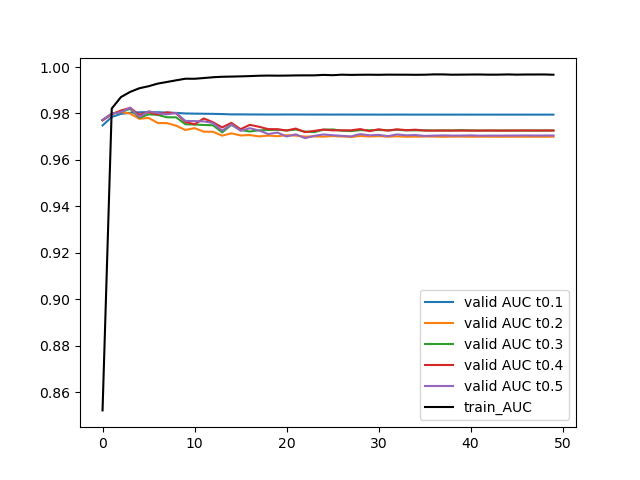 1.00
0.98
0.96
0.94
0.92
0.90
0.88
0.86
0 10 20 30 40 50
valid AUC t0.1
valid AUC t0.2
valid AUC t0.3
valid AUC t0.4
valid AUC t0.5
train_AUC